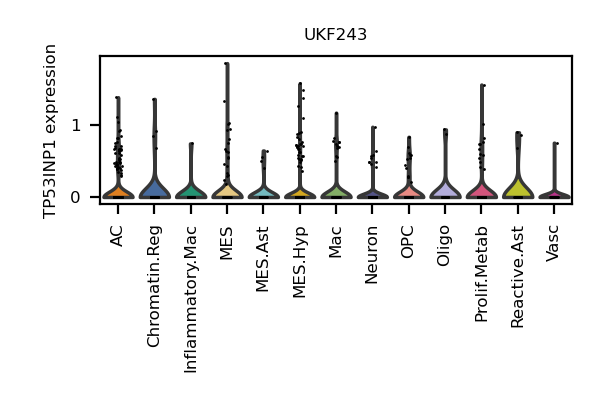 UKF243
TP53INP1 expression
1
0
AC
Chromatin.Reg
Inflammatory.Mac
MES
MES.Ast
MES.Hyp
Mac
Neuron
OPC
Oligo
Prolif.Metab
Reactive.Ast
Vasc